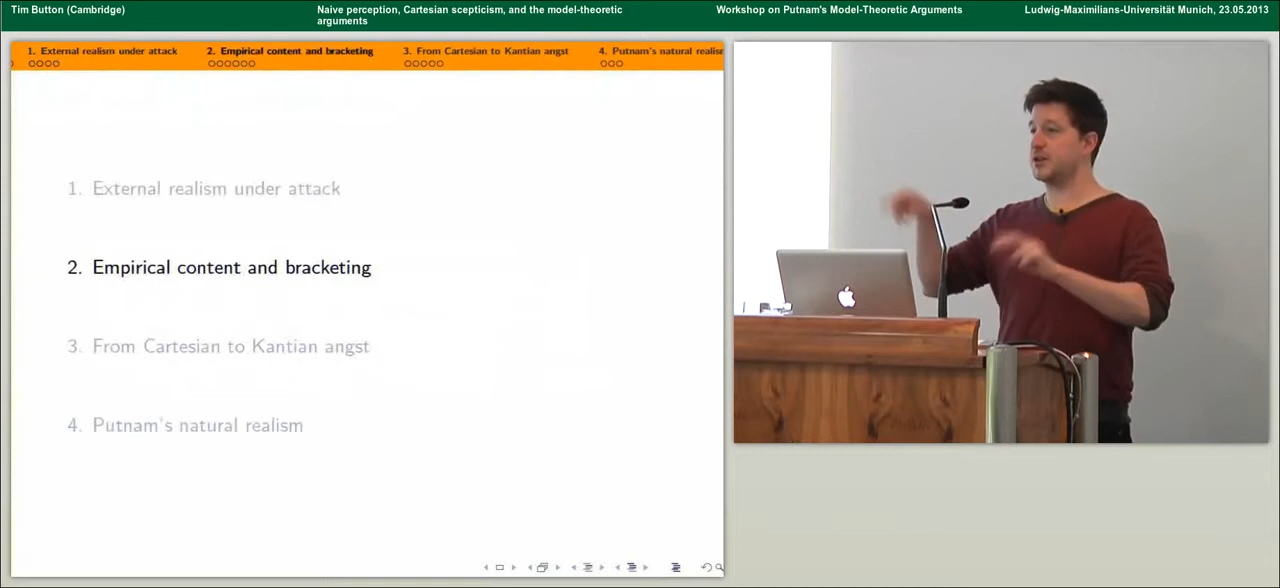 Tim Button (Cambridge)
Naive perception, Cartesian scepticism, and the model-theoretic
arguments
Workshop on Putnam's Model-Theoretic Arguments
Ludwig-Maximilians-Universität Munich, 23.05.2013
1. External realism under attack
2. Empirical content and bracketing
3. From Cartesian to Kantian angst
4. Putnam's natural realism
1. External realism under attack
2. Empirical content and bracketing
3. From Cartesian to Kantian angst
4. Putnam's natural realism